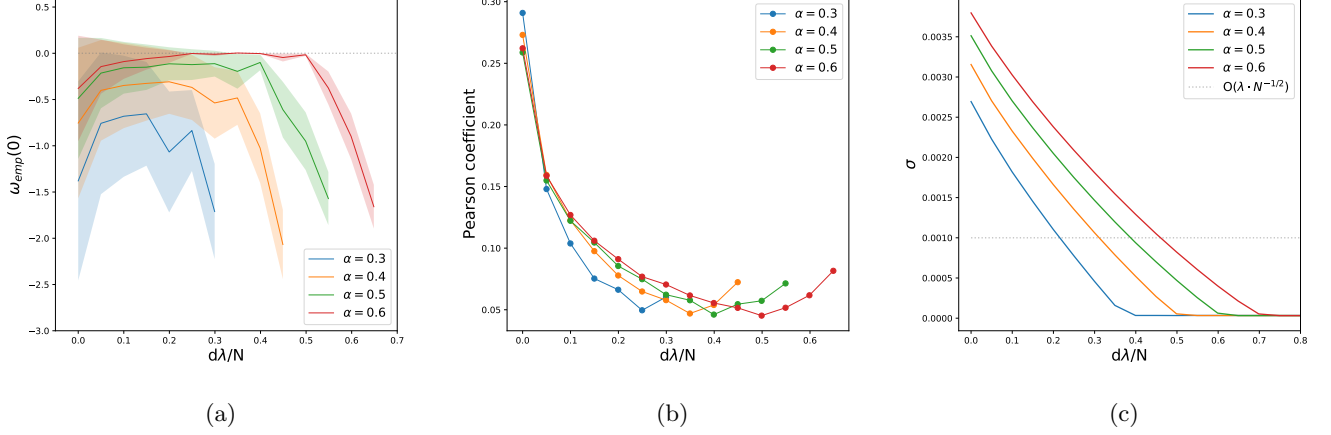 0.5
0.0
−0.5
−1.0
−1.5
−2.0
−2.5
−3.0
ω_emp(0)
0.0 0.1 0.2 0.3 0.4 0.5 0.6 0.7
dλ/N
α = 0.3
α = 0.4
α = 0.5
α = 0.6
(a)
0.30
0.25
0.20
0.15
0.10
0.05
Pearson coefficient
0.0 0.1 0.2 0.3 0.4 0.5 0.6
dλ/N
α = 0.3
α = 0.4
α = 0.5
α = 0.6
(b)
0.0035
0.0030
0.0025
0.0020
0.0015
0.0010
0.0005
0.0000
σ
0.0 0.1 0.2 0.3 0.4 0.5 0.6 0.7 0.8
dλ/N
α = 0.3
α = 0.4
α = 0.5
α = 0.6
O(λ · N^{−1/2})
(c)